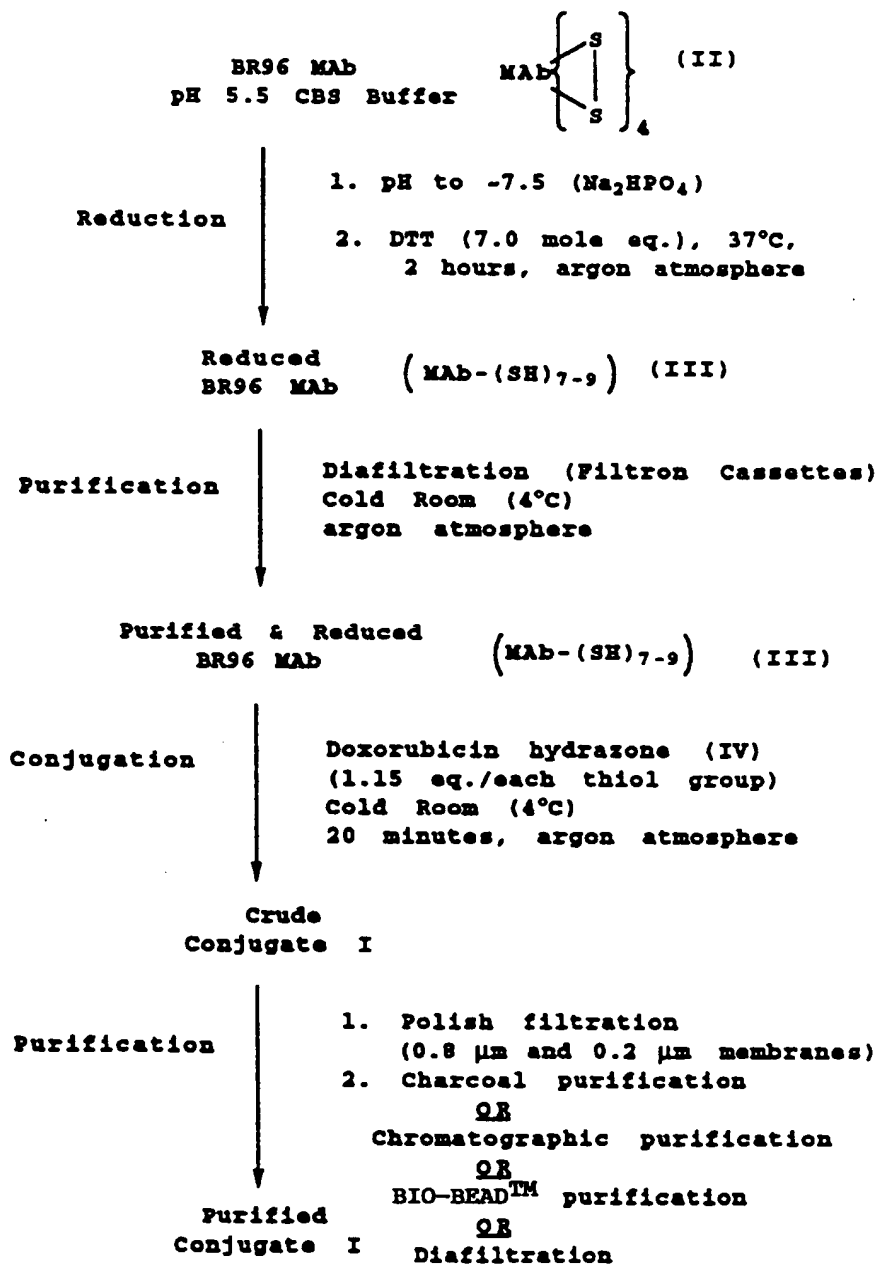 BR96 MAb
pH 5.5 CBS Buffer
MAb { S S }4 (II)
Reduction
1. pH to ~7.5 (Na2HPO4)
2. DTT (7.0 mole eq.), 37°C,
2 hours, argon atmosphere
Reduced
BR96 MAb
(MAb-(SH)7-9) (III)
Purification
Diafiltration (Filtron Cassettes)
Cold Room (4°C)
argon atmosphere
Purified & Reduced
BR96 MAb
(MAb-(SH)7-9) (III)
Conjugation
Doxorubicin hydrazone (IV)
(1.15 eq./each thiol group)
Cold Room (4°C)
20 minutes, argon atmosphere
Crude
Conjugate I
Purification
1. Polish filtration
(0.8 µm and 0.2 µm membranes)
2. Charcoal purification
OR
Chromatographic purification
OR
BIO-BEAD™ purification
OR
Diafiltration
Purified
Conjugate I